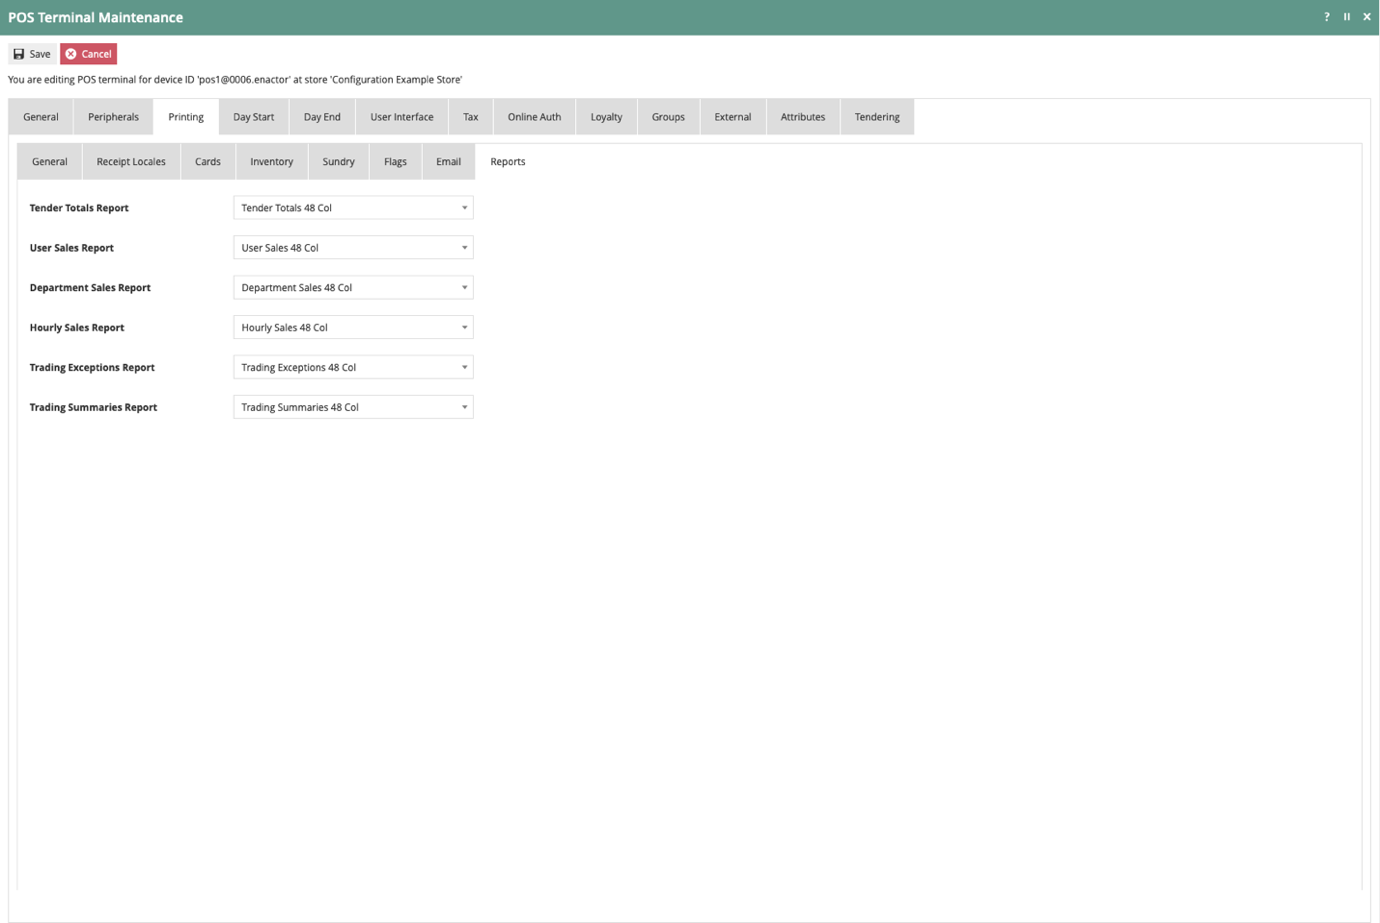 POS Terminal Maintenance
?
Save Cancel
You are editing POS terminal for device ID 'pos1@0006.enactor' at store 'Configuration Example Store'
General Peripherals Printing Day Start Day End User Interface Tax Online Auth Loyalty Groups External Attributes Tendering
General Receipt Locales Cards Inventory Sundry Flags Email Reports
Tender Totals Report Tender Totals 48 Col
User Sales Report User Sales 48 Col
Department Sales Report Department Sales 48 Col
Hourly Sales Report Hourly Sales 48 Col
Trading Exceptions Report Trading Exceptions 48 Col
Trading Summaries Report Trading Summaries 48 Col